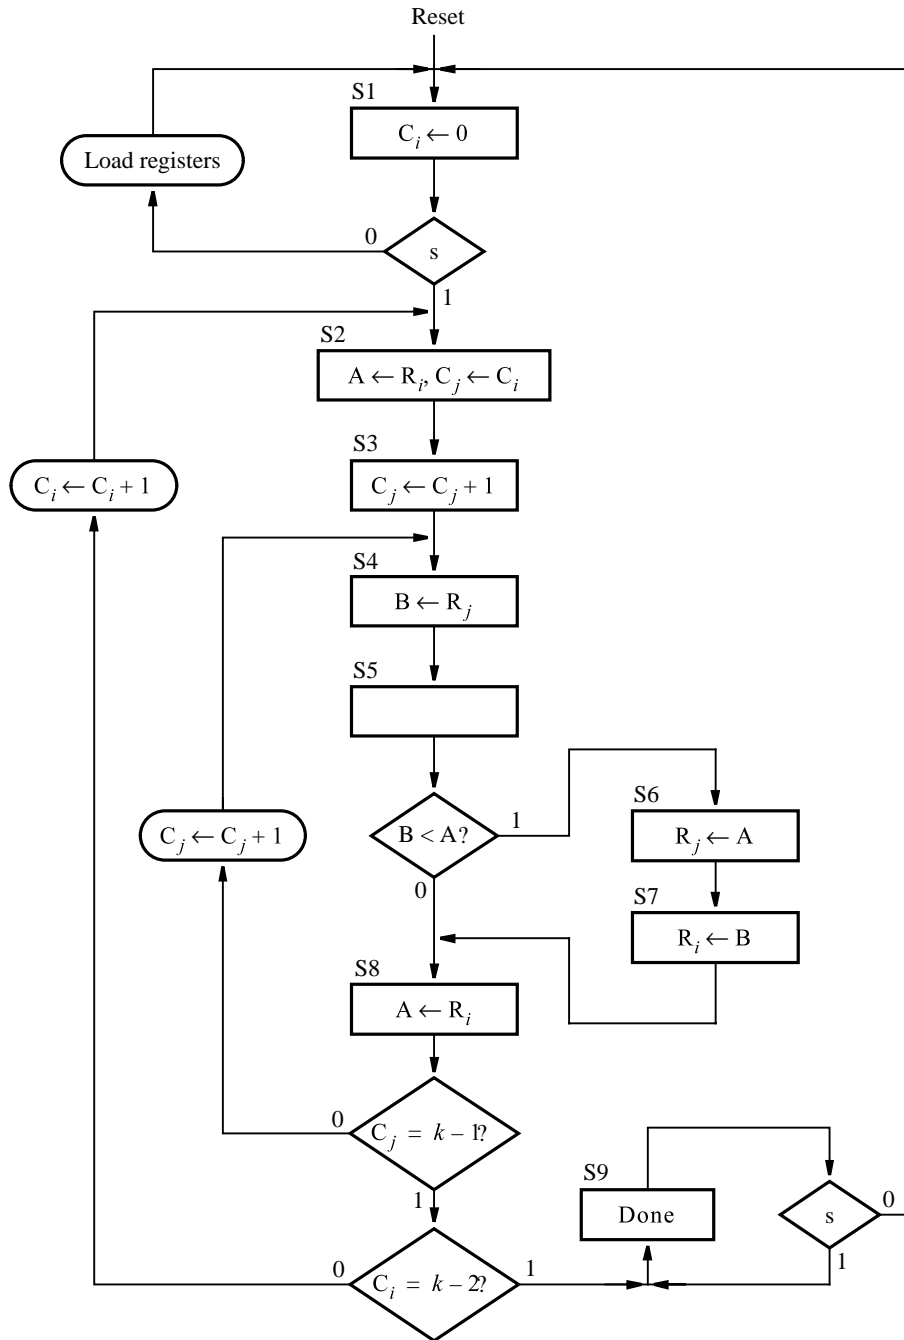 Reset
S1
C_i ← 0
Load registers
0
s
1
S2
A ← R_i, C_j ← C_i
S3
C_i ← C_i + 1
C_j ← C_j + 1
S4
B ← R_j
S5
S6
B < A?
1
R_j ← A
C_j ← C_j + 1
0
S7
R_i ← B
S8
A ← R_i
0
C_j = k – 1?
1
S9
Done
s
0
1
0
C_i = k – 2?
1